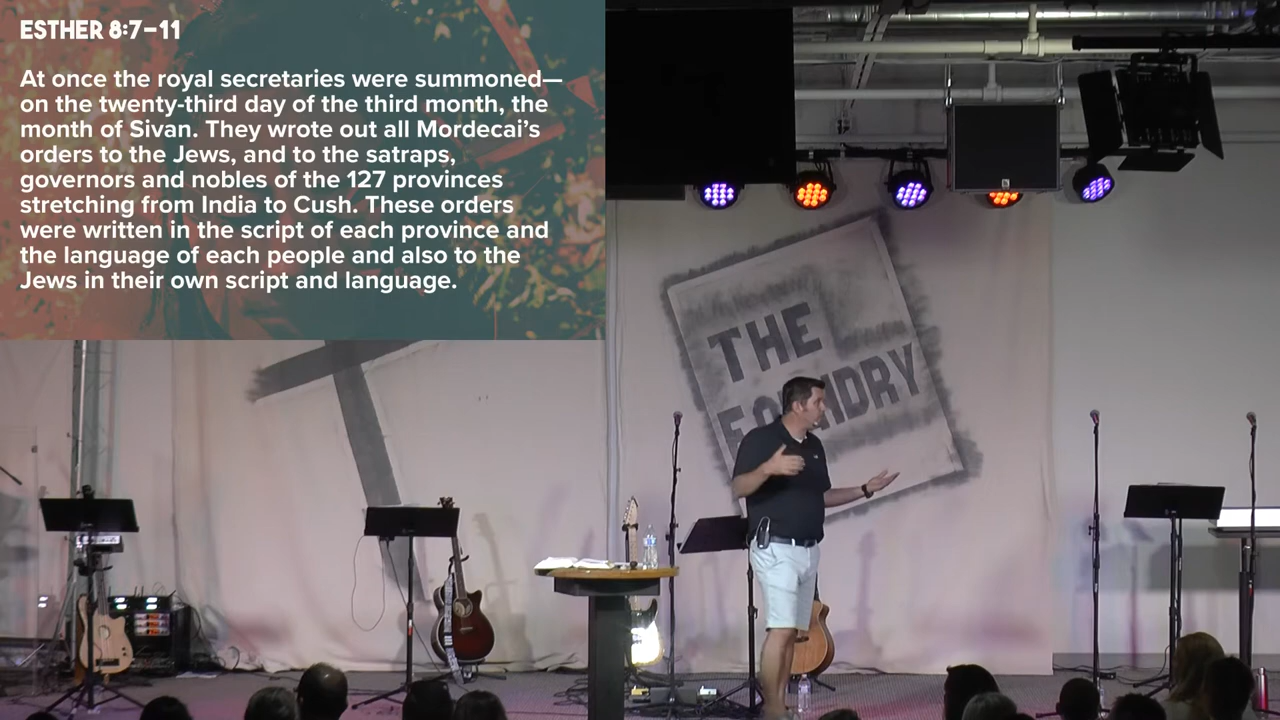 ESTHER 8:7–11
At once the royal secretaries were summoned—
on the twenty-third day of the third month, the
month of Sivan. They wrote out all Mordecai’s
orders to the Jews, and to the satraps,
governors and nobles of the 127 provinces
stretching from India to Cush. These orders
were written in the script of each province and
the language of each people and also to the
Jews in their own script and language.
THE
FOUNDRY